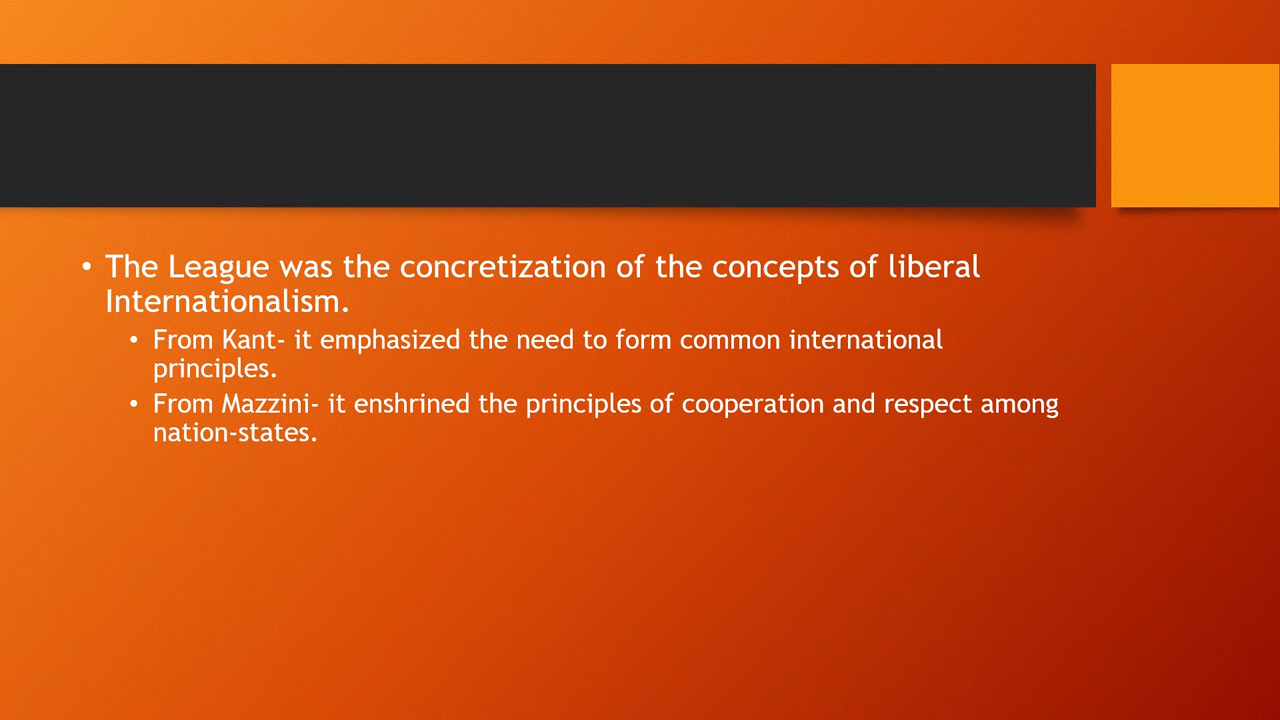 • The League was the concretization of the concepts of liberal
Internationalism.
• From Kant- it emphasized the need to form common international
principles.
• From Mazzini- it enshrined the principles of cooperation and respect among
nation-states.